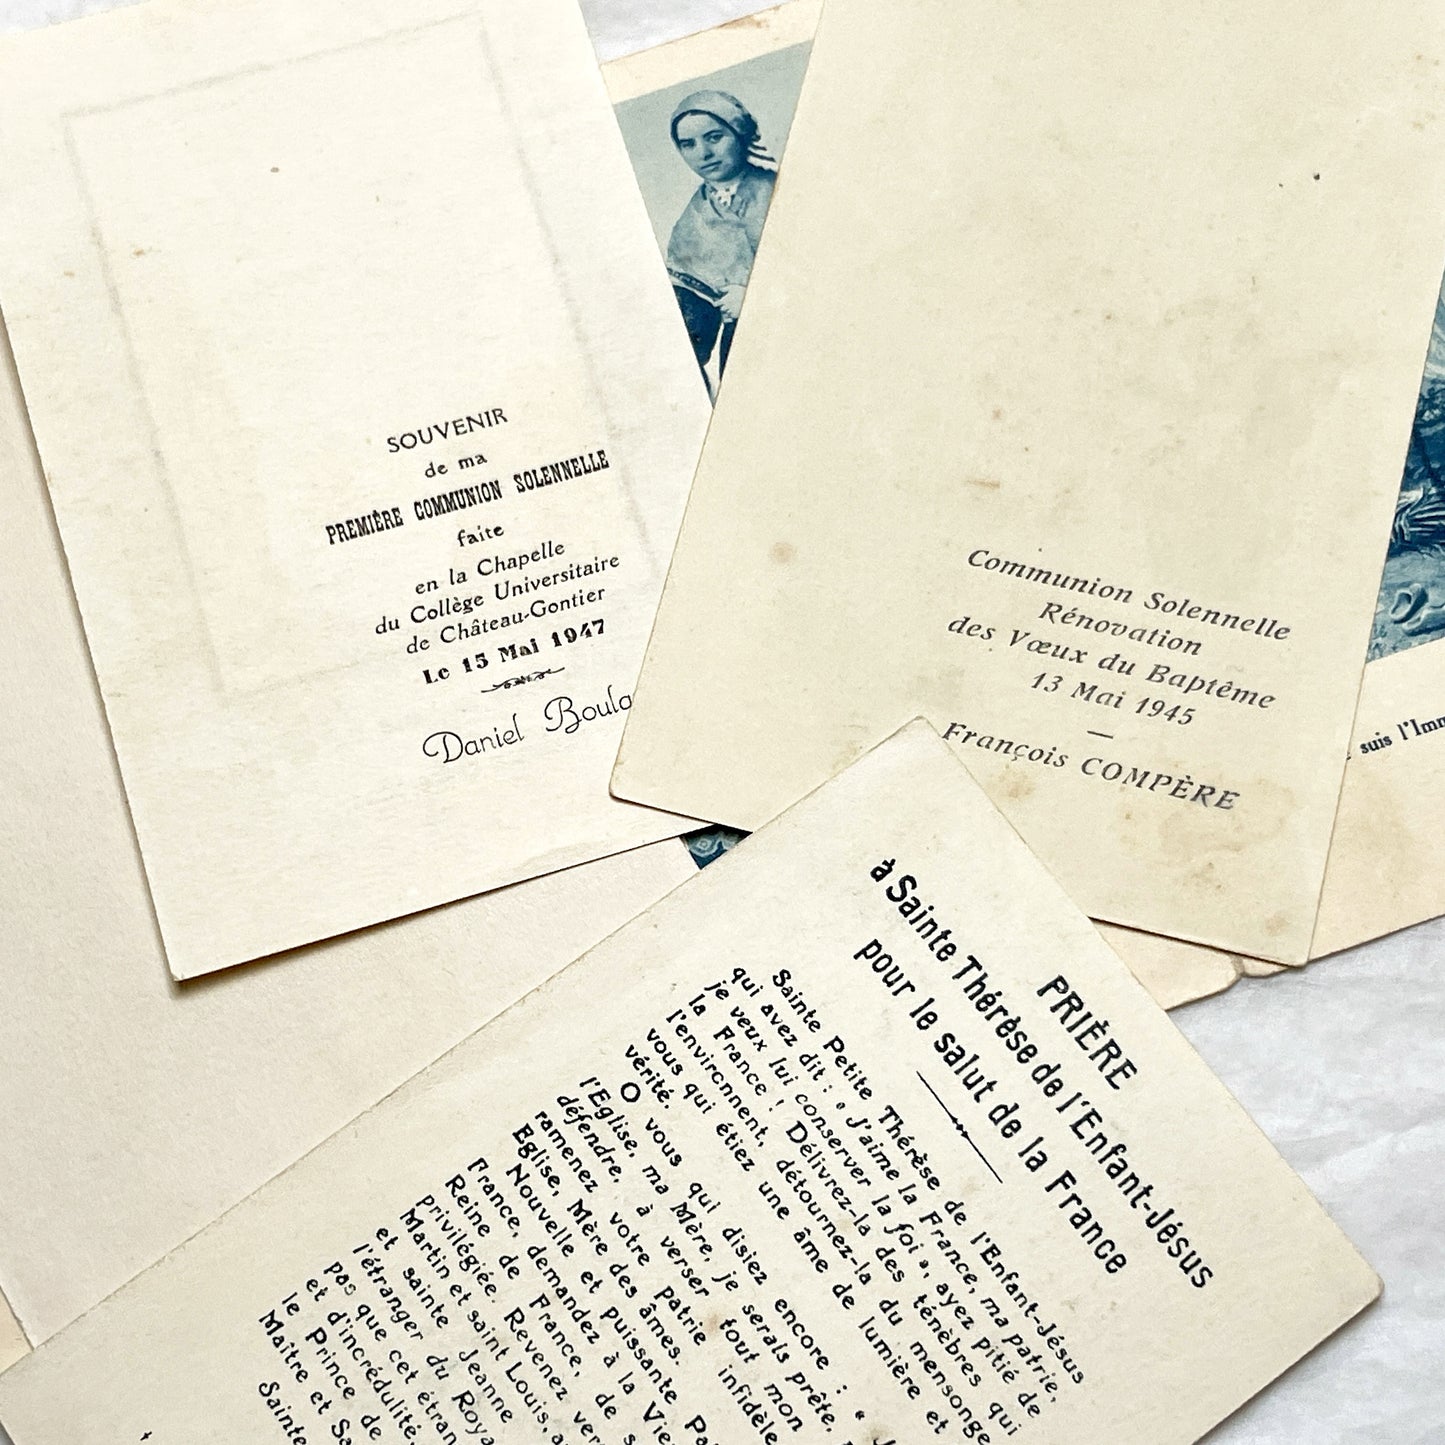 SOUVENIR
de ma
PREMIÈRE COMMUNION SOLENNELLE
faite
en la Chapelle
du Collège Universitaire
de Château-Gontier
Le 15 Mai 1947
Daniel Boula
Communion Solennelle
Rénovation
des Vœux du Baptême
13 Mai 1945
François COMPÈRE
suis l'Imm
PRIÈRE
à Sainte Thérèse de l'Enfant-Jésus
pour le salut de la France
Sainte Petite Thérèse de l'Enfant-Jésus
qui avez dit : « J'aime la France, ma patrie,
je veux lui conserver la foi », ayez pitié de
la France ! Délivrez-la des ténèbres qui
l'environnent, détournez-la du mensonge
vous qui étiez une âme de lumière et
vérité.
O vous qui disiez encore : «
l'Eglise, ma Mère, je serais prête.
défendre, à verser tout mon
ramenez votre Patrie infidèle
Eglise, Mère des âmes.
Nouvelle et puissante Pa
France, demandez à la Vie
Reine de France, de s
privilégiée. Revenez ver
Martin et saint Louis, a
et sainte Jeanne
l'étranger du Roya
pas que cet étran
et d'incrédulité,
le Prince de
Maître et Sa
Sainte